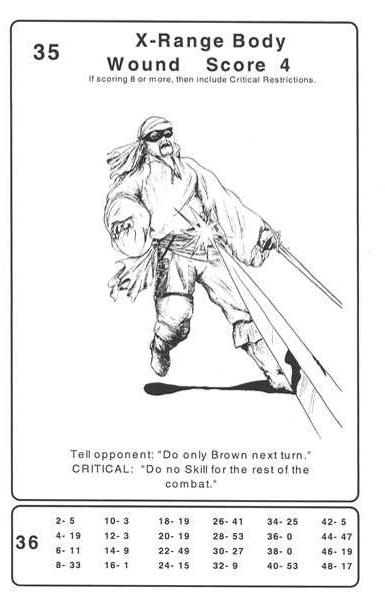 35
X-Range Body
Wound Score 4
If scoring 8 or more, then include Critical Restrictions.
Tell opponent: "Do only Brown next turn."
CRITICAL: "Do no Skill for the rest of the
combat."
36
2- 5 10- 3 18- 19 26- 41 34- 25 42- 5
4- 19 12- 3 20- 19 28- 53 36- 0 44- 47
6- 11 14- 9 22- 49 30- 27 38- 0 46- 19
8- 33 16- 1 24- 15 32- 9 40- 53 48- 17